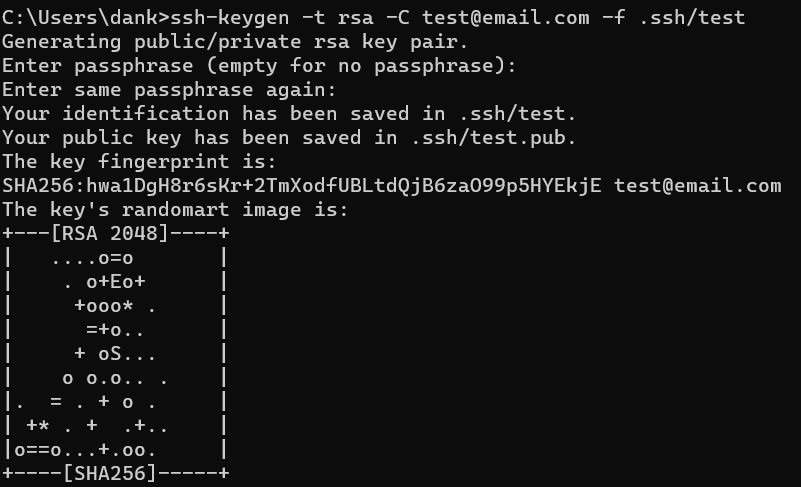 C:\Users\dank>ssh-keygen -t rsa -C test@email.com -f .ssh/test
Generating public/private rsa key pair.
Enter passphrase (empty for no passphrase):
Enter same passphrase again:
Your identification has been saved in .ssh/test.
Your public key has been saved in .ssh/test.pub.
The key fingerprint is:
SHA256:hwa1DgH8r6sKr+2TmXodfUBLtdQjB6zaO99p5HYEkjE test@email.com
The key's randomart image is:
+---[RSA 2048]----+
|   ....o=o       |
|    . o+Eo+      |
|     +ooo* .     |
|      =+o..      |
|     + oS...     |
|    o o.o.. .    |
|.  = . + o .     |
| +* . +  .+..    |
|o==o...+.oo.     |
+----[SHA256]-----+